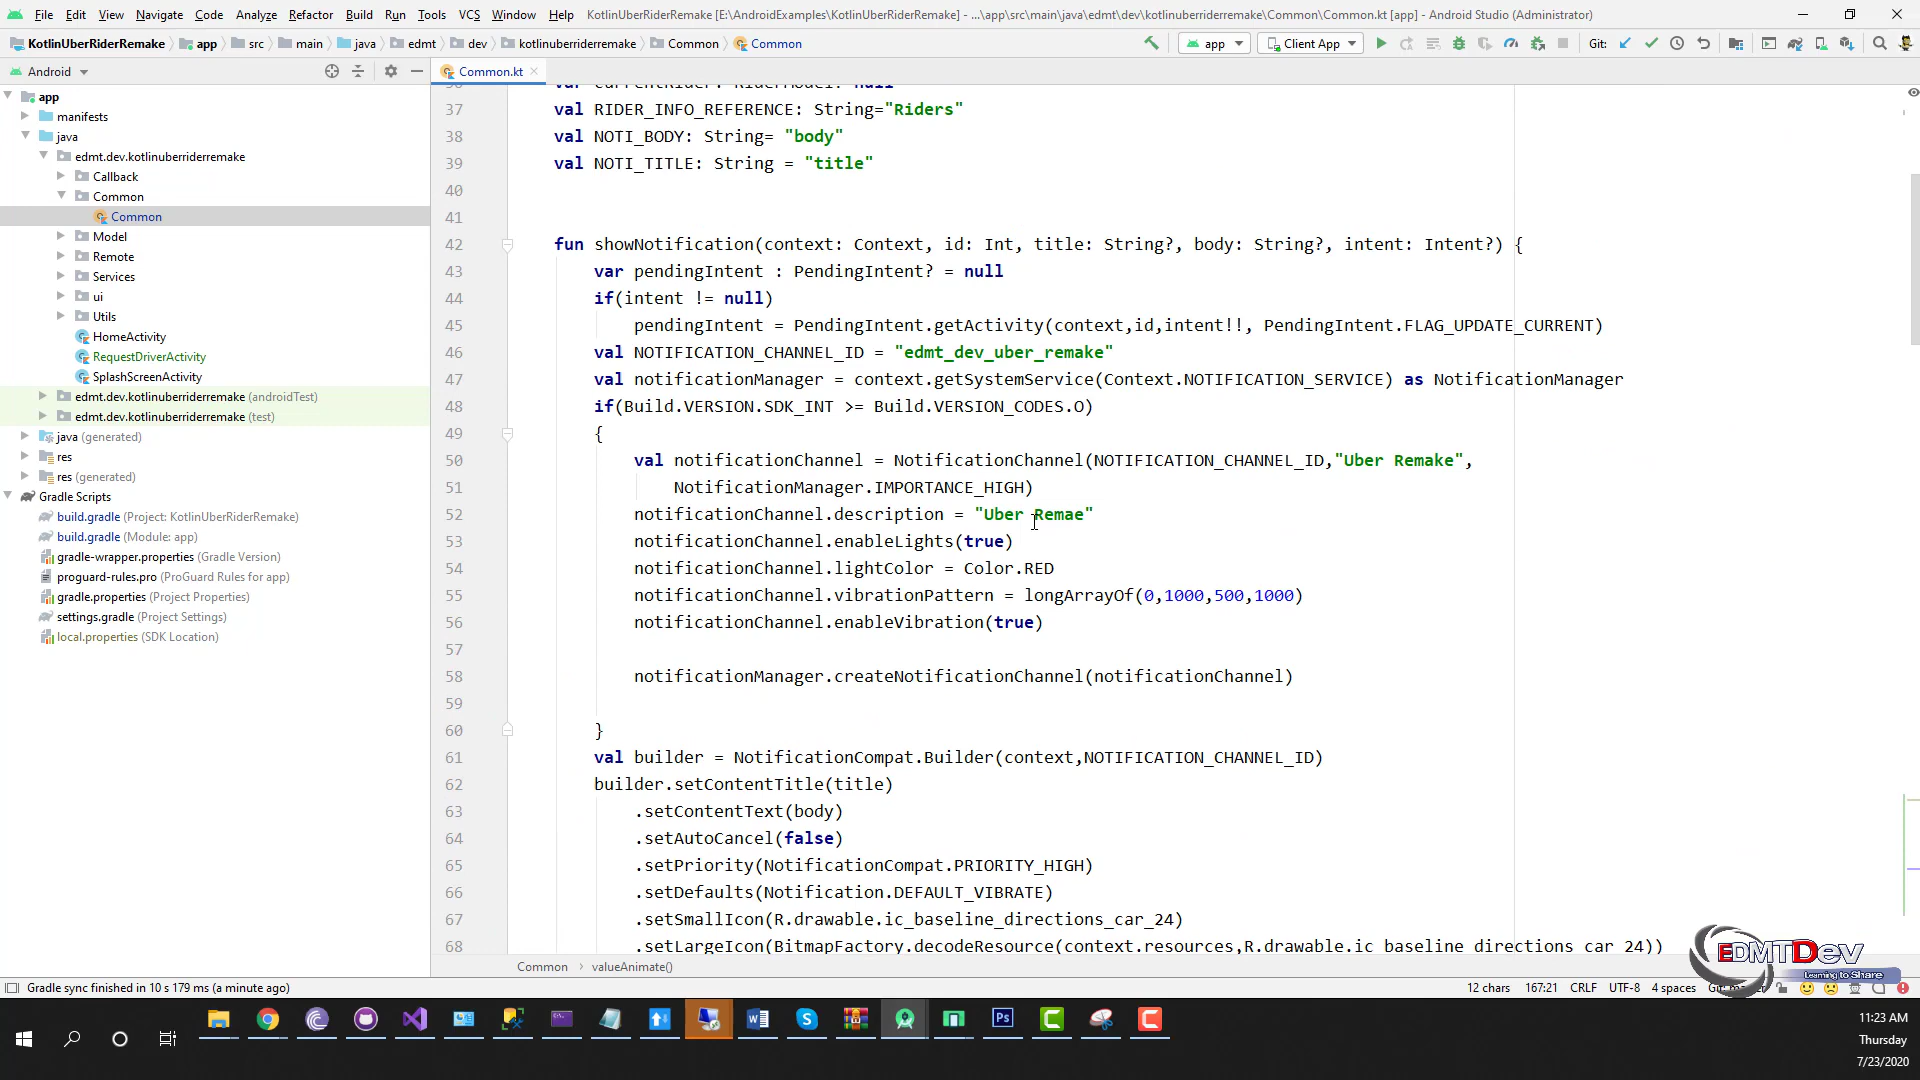 File Edit View Navigate Code Analyze Refactor Build Run Tools VCS Window Help KotlinUberRiderRemake [E:\AndroidExamples\KotlinUberRiderRemake] - ...\app\src\main\java\edmt\dev\kotlinuberriderremake\Common\Common.kt [app] - Android Studio (Administrator)
KotlinUberRiderRemake app src main java edmt dev kotlinuberriderremake Common Common app Client App Git:
Android Common.kt
app
manifests
java
edmt.dev.kotlinuberriderremake
Callback
Common
Common
Model
Remote
Services
ui
Utils
HomeActivity
RequestDriverActivity
SplashScreenActivity
edmt.dev.kotlinuberriderremake (androidTest)
edmt.dev.kotlinuberriderremake (test)
java (generated)
res
res (generated)
Gradle Scripts
build.gradle (Project: KotlinUberRiderRemake)
build.gradle (Module: app)
gradle-wrapper.properties (Gradle Version)
proguard-rules.pro (ProGuard Rules for app)
gradle.properties (Project Properties)
settings.gradle (Project Settings)
local.properties (SDK Location)
36 var currentRider: RiderModel? null
37 val RIDER_INFO_REFERENCE: String="Riders"
38 val NOTI_BODY: String= "body"
39 val NOTI_TITLE: String = "title"
40
41
42 fun showNotification(context: Context, id: Int, title: String?, body: String?, intent: Intent?) {
43 var pendingIntent : PendingIntent? = null
44 if(intent != null)
45 pendingIntent = PendingIntent.getActivity(context,id,intent!!, PendingIntent.FLAG_UPDATE_CURRENT)
46 val NOTIFICATION_CHANNEL_ID = "edmt_dev_uber_remake"
47 val notificationManager = context.getSystemService(Context.NOTIFICATION_SERVICE) as NotificationManager
48 if(Build.VERSION.SDK_INT >= Build.VERSION_CODES.O)
49 {
50 val notificationChannel = NotificationChannel(NOTIFICATION_CHANNEL_ID,"Uber Remake",
51 NotificationManager.IMPORTANCE_HIGH)
52 notificationChannel.description = "Uber Remae"
53 notificationChannel.enableLights(true)
54 notificationChannel.lightColor = Color.RED
55 notificationChannel.vibrationPattern = longArrayOf(0,1000,500,1000)
56 notificationChannel.enableVibration(true)
57
58 notificationManager.createNotificationChannel(notificationChannel)
59
60 }
61 val builder = NotificationCompat.Builder(context,NOTIFICATION_CHANNEL_ID)
62 builder.setContentTitle(title)
63 .setContentText(body)
64 .setAutoCancel(false)
65 .setPriority(NotificationCompat.PRIORITY_HIGH)
66 .setDefaults(Notification.DEFAULT_VIBRATE)
67 .setSmallIcon(R.drawable.ic_baseline_directions_car_24)
68 .setLargeIcon(BitmapFactory.decodeResource(context.resources,R.drawable.ic_baseline_directions_car_24))
EDMTDev
Learning to Share
Common valueAnimate()
Gradle sync finished in 10 s 179 ms (a minute ago) 12 chars 167:21 CRLF UTF-8 4 spaces
11:23 AM
Thursday
7/23/2020